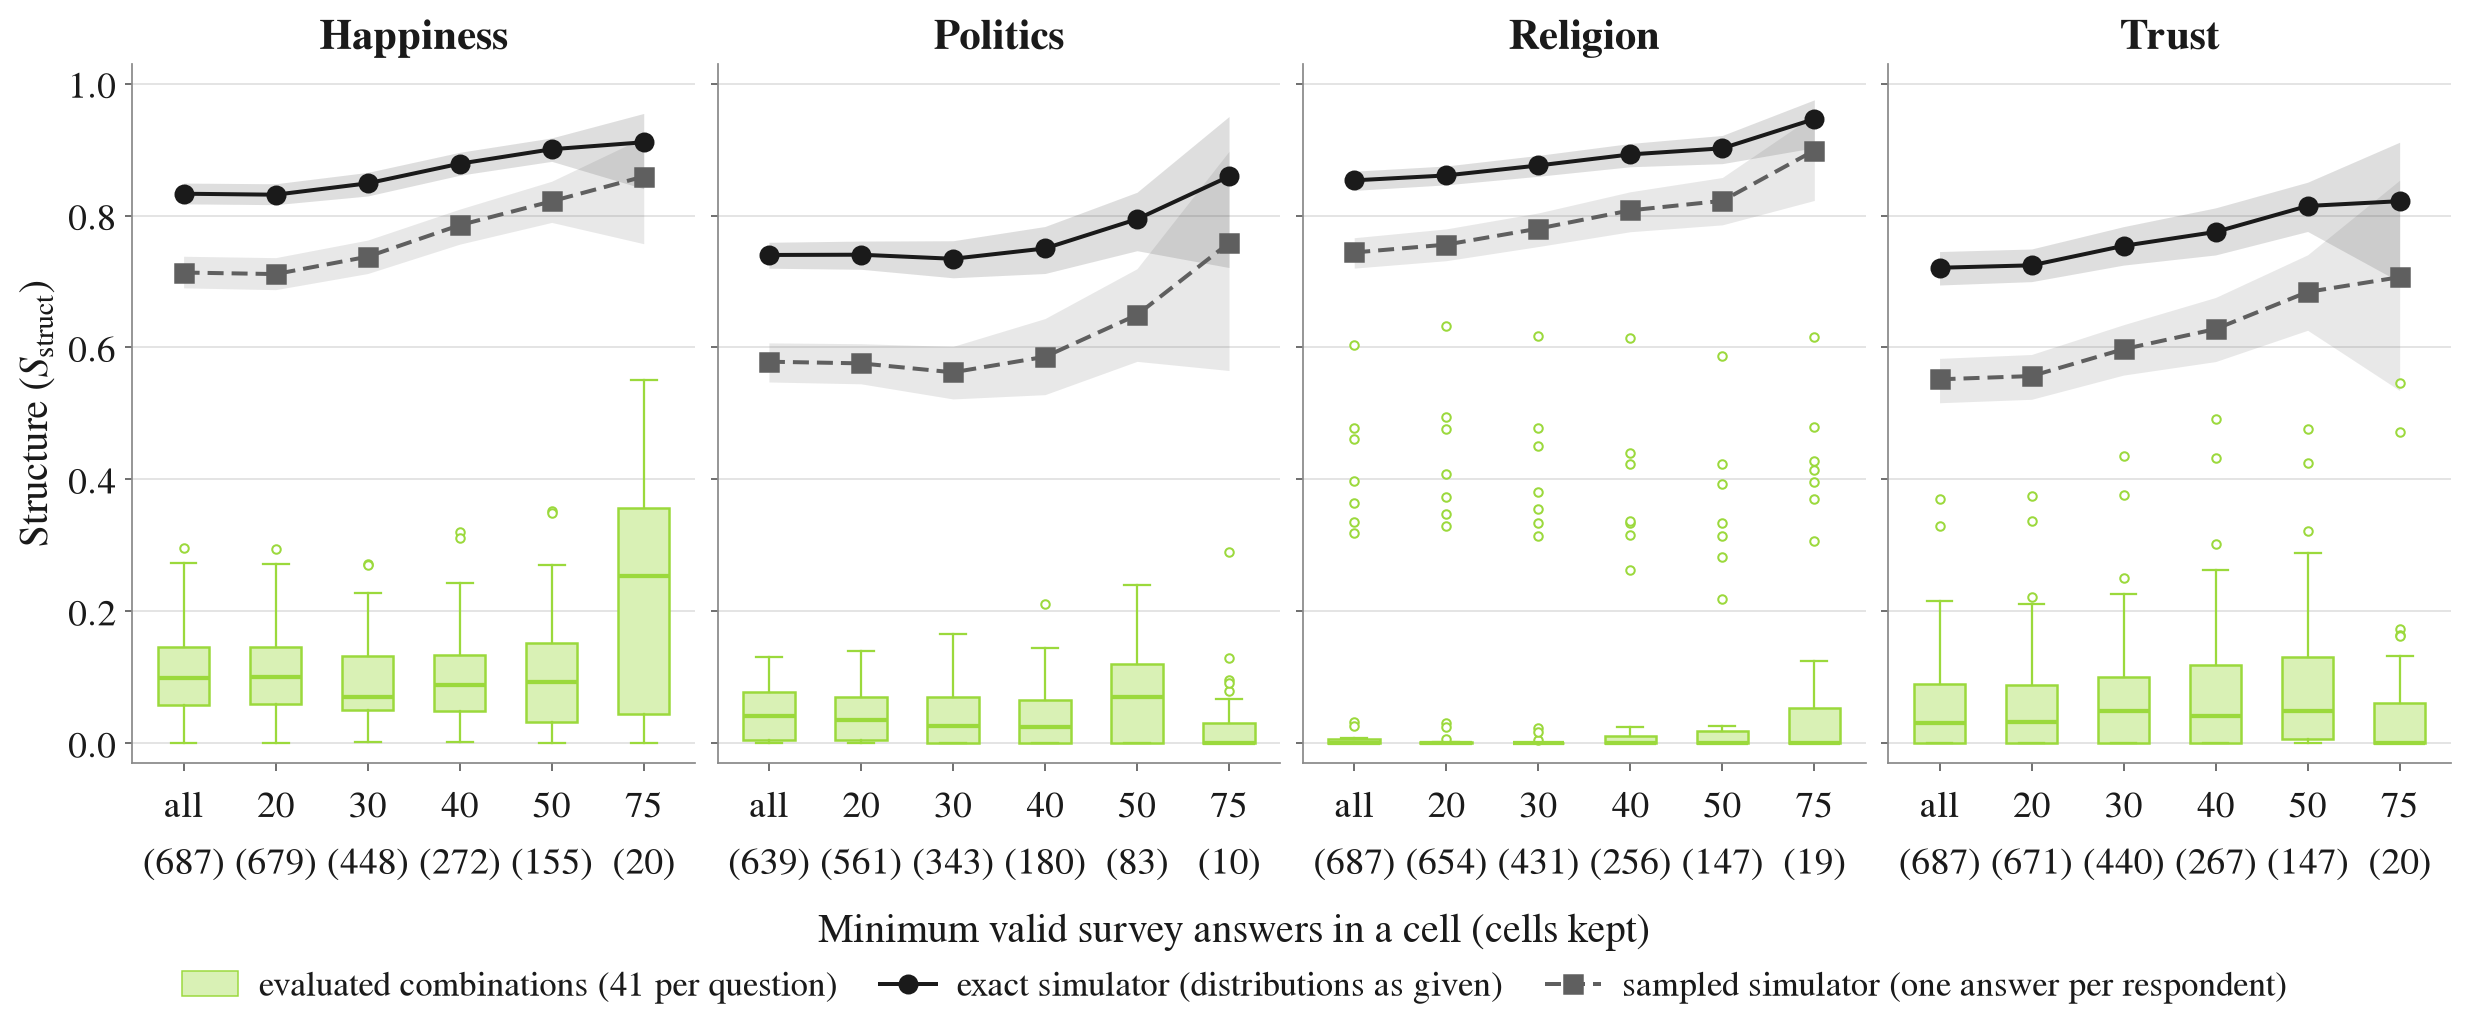 Happiness Politics Religion Trust
Structure (S_struct)
1.0
0.8
0.6
0.4
0.2
0.0
all 20 30 40 50 75 all 20 30 40 50 75 all 20 30 40 50 75 all 20 30 40 50 75
(687) (679) (448) (272) (155) (20) (639) (561) (343) (180) (83) (10) (687) (654) (431) (256) (147) (19) (687) (671) (440) (267) (147) (20)
Minimum valid survey answers in a cell (cells kept)
evaluated combinations (41 per question) exact simulator (distributions as given) sampled simulator (one answer per respondent)